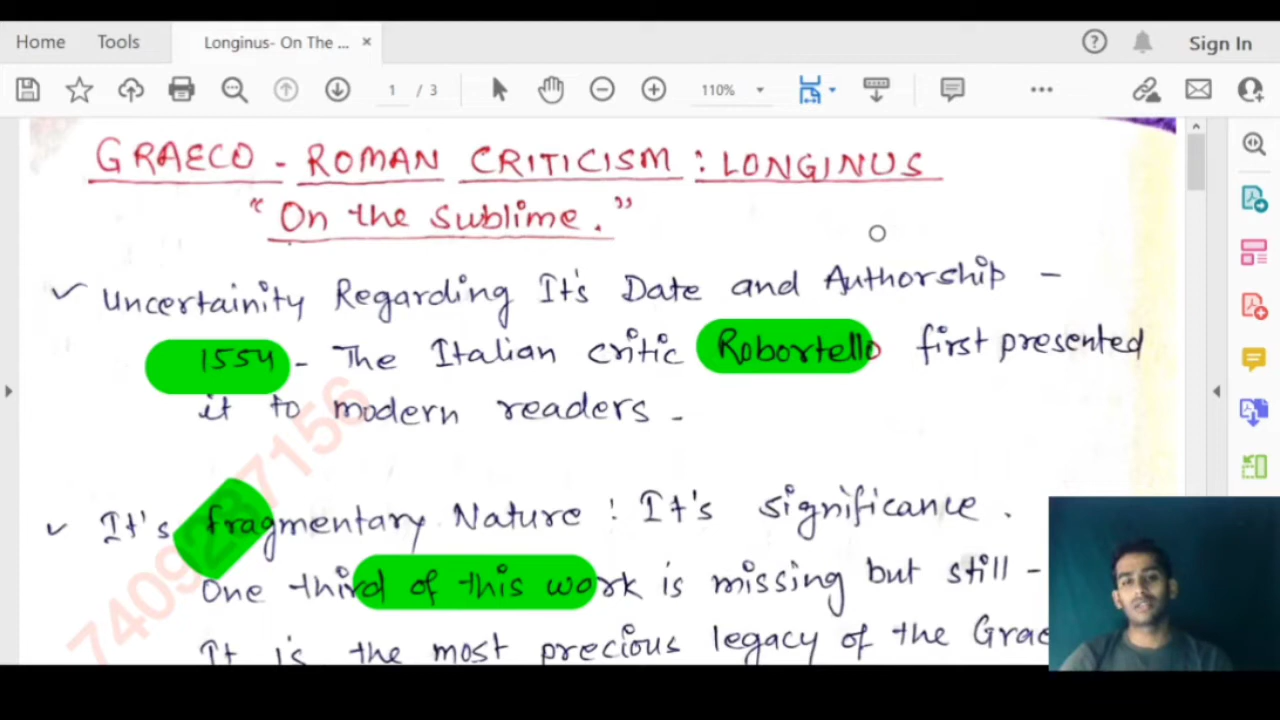 Home Tools Longinus- On The ... × Sign In
1 / 3 110%
GRAECO - ROMAN CRITICISM : LONGINUS
" On the sublime . "
Uncertainity Regarding It's Date and Authorship -
1554 - The Italian critic Robortello first presented
it to modern readers -
It's fragmentary Nature : It's significance .
One third of this work is missing but still -
It is the most precious legacy of the Grae
7409237156